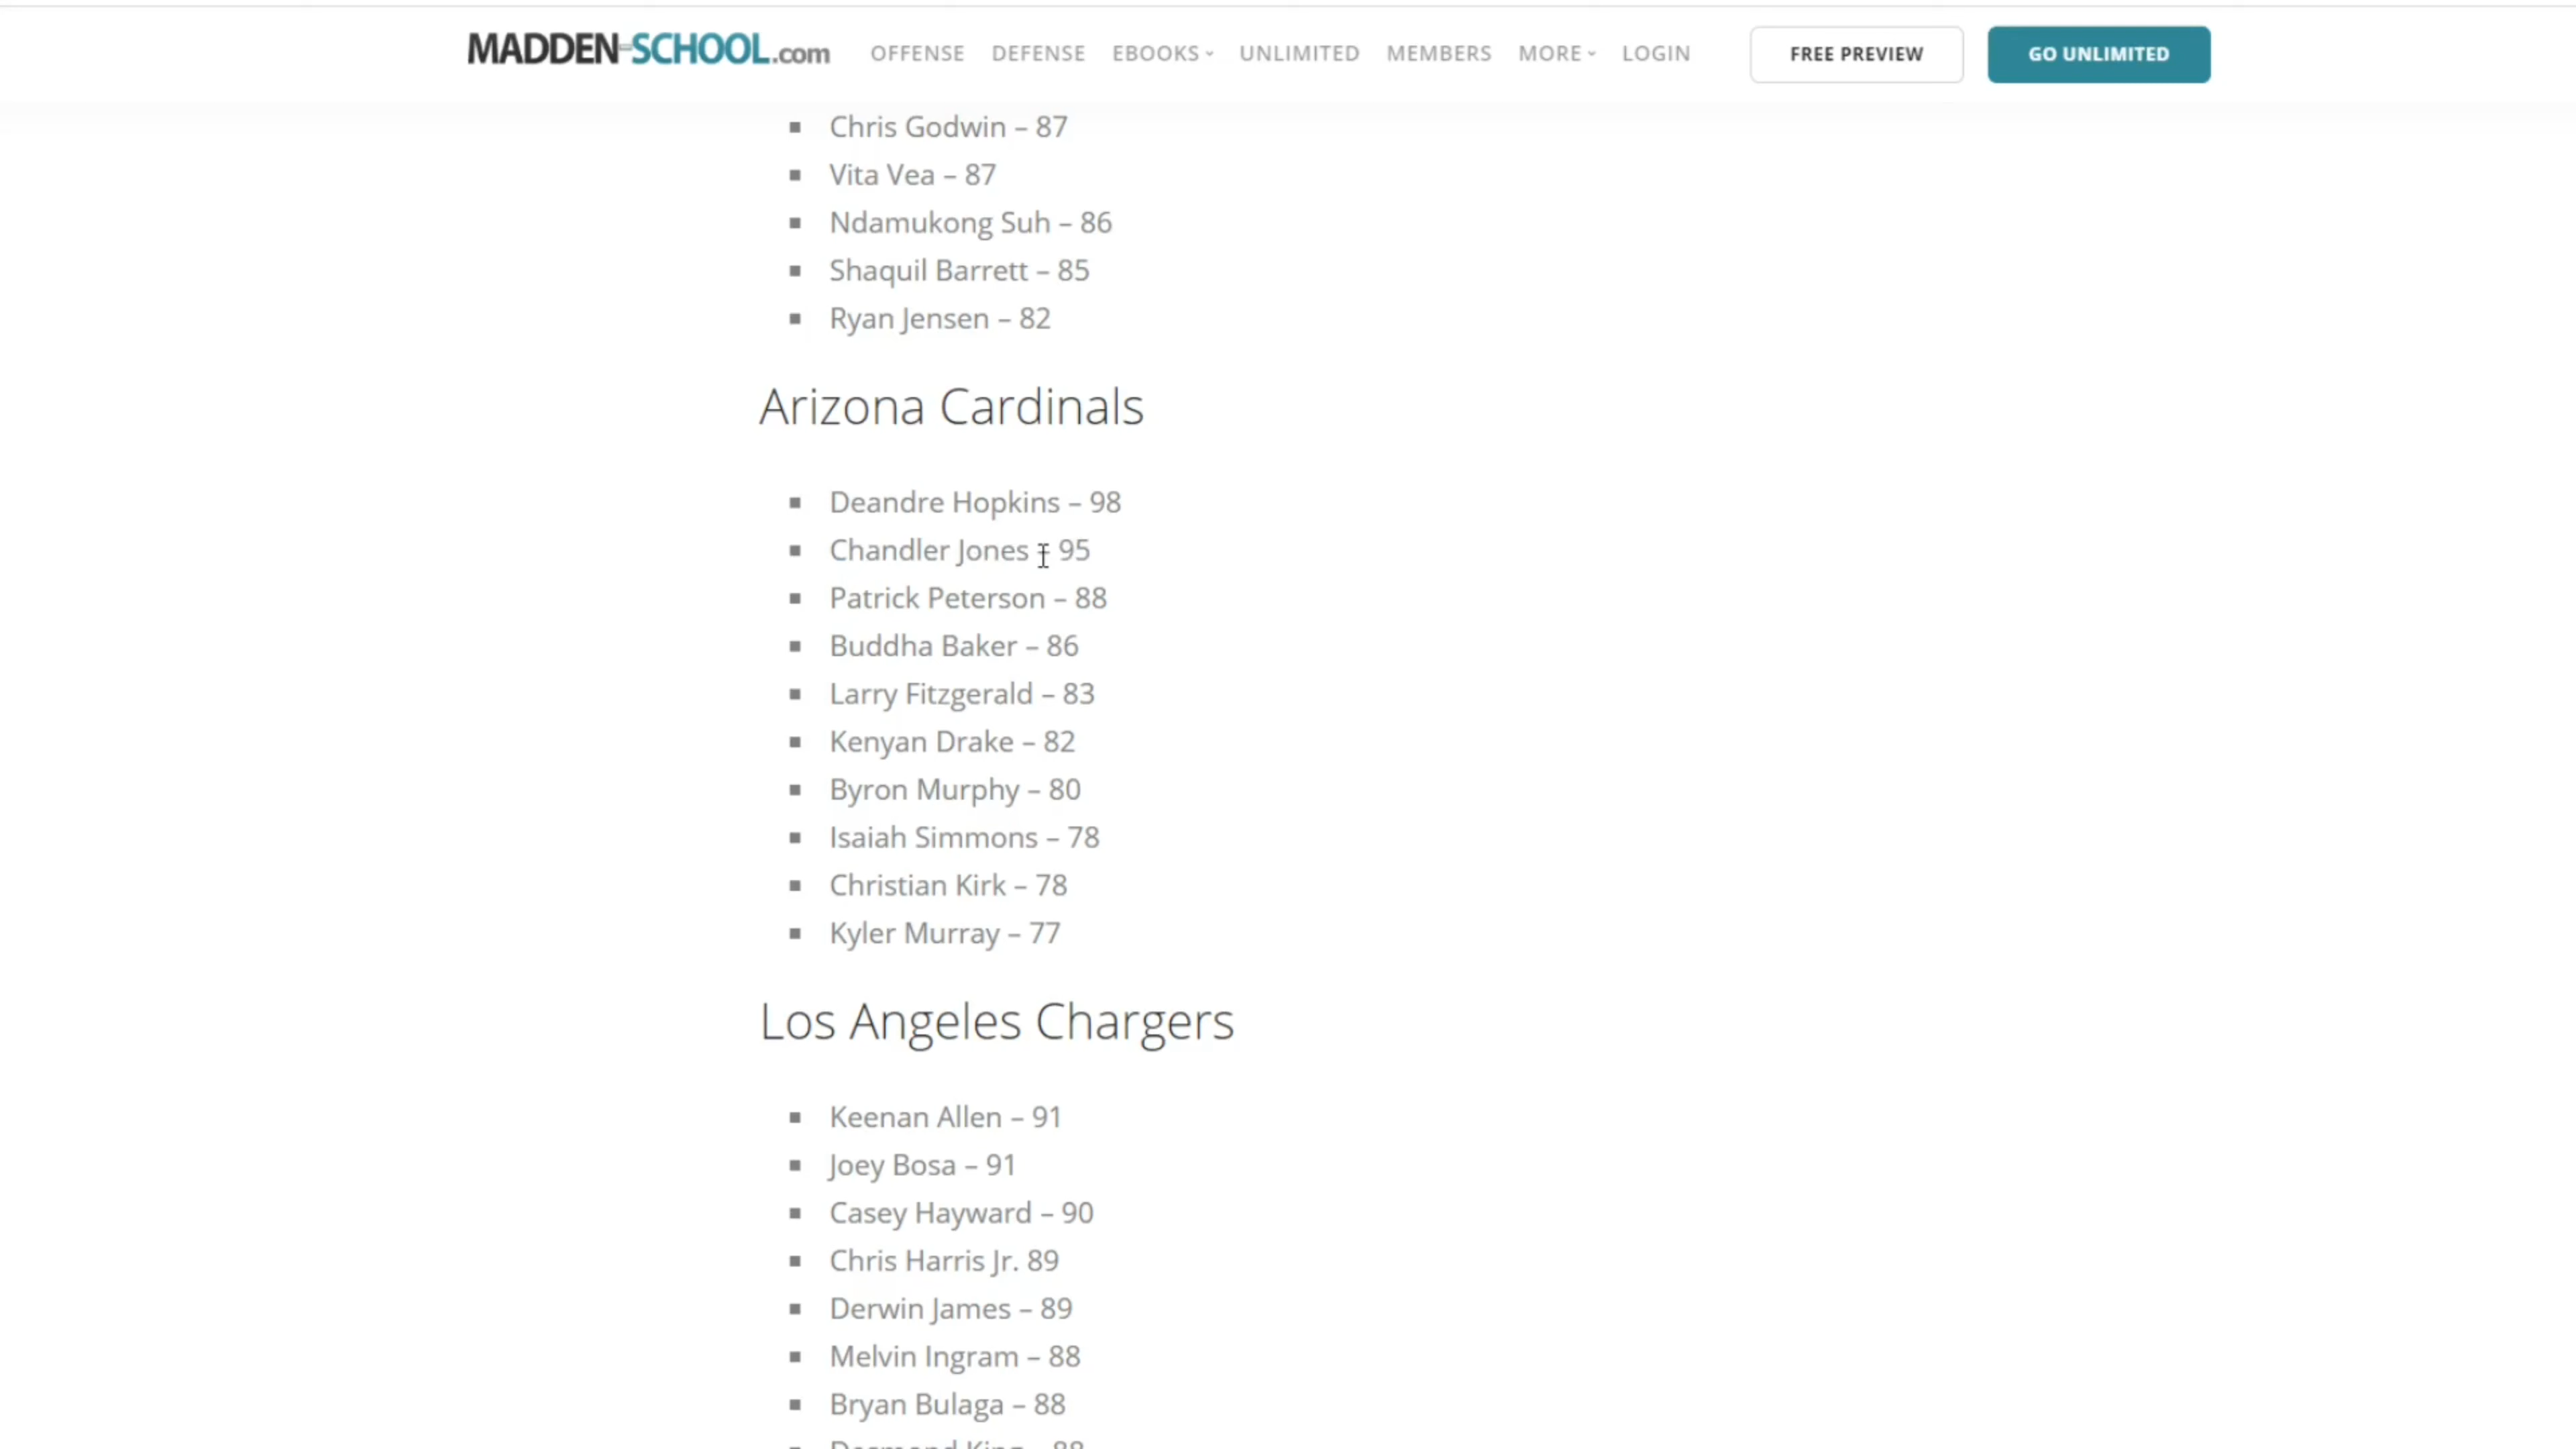 MADDEN-SCHOOL.com OFFENSE DEFENSE EBOOKS UNLIMITED MEMBERS MORE LOGIN FREE PREVIEW GO UNLIMITED
Chris Godwin – 87
Vita Vea – 87
Ndamukong Suh – 86
Shaquil Barrett – 85
Ryan Jensen – 82
Arizona Cardinals
Deandre Hopkins – 98
Chandler Jones – 95
Patrick Peterson – 88
Buddha Baker – 86
Larry Fitzgerald – 83
Kenyan Drake – 82
Byron Murphy – 80
Isaiah Simmons – 78
Christian Kirk – 78
Kyler Murray – 77
Los Angeles Chargers
Keenan Allen – 91
Joey Bosa – 91
Casey Hayward – 90
Chris Harris Jr. 89
Derwin James – 89
Melvin Ingram – 88
Bryan Bulaga – 88
Desmond King – 88